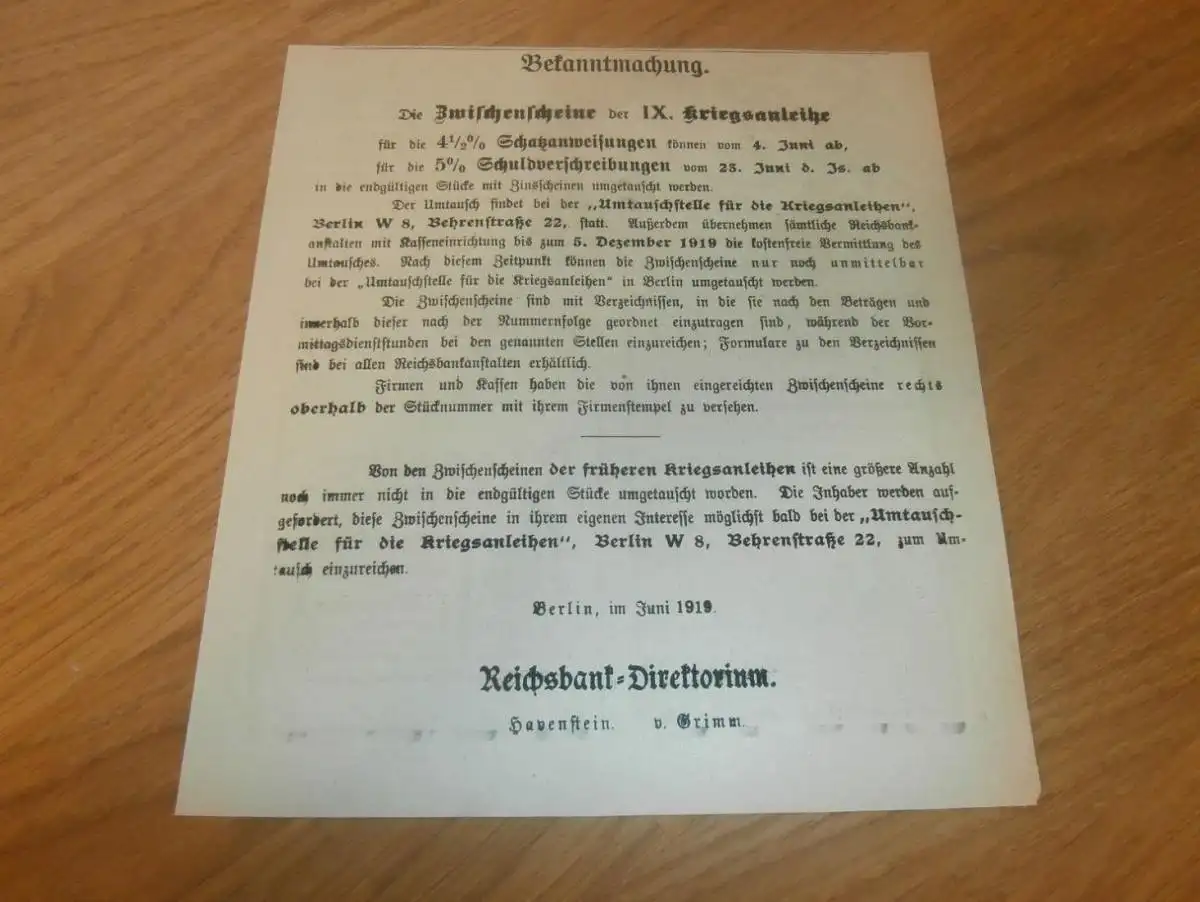 Bekanntmachung.
Die Zwischenscheine der IX. Kriegsanleihe
für die 4½% Schatzanweisungen können vom 4. Juni ab,
für die 5% Schuldverschreibungen vom 23. Juni d. Js. ab
in die endgültigen Stücke mit Zinsscheinen umgetauscht werden.
Der Umtausch findet bei der „Umtauschstelle für die Kriegsanleihen“,
Berlin W 8, Behrenstraße 22, statt. Außerdem übernehmen sämtliche Reichsbank-
anstalten mit Kasseneinrichtung bis zum 5. Dezember 1919 die kostenfreie Vermittlung des
Umtausches. Nach diesem Zeitpunkt können die Zwischenscheine nur noch unmittelbar
bei der „Umtauschstelle für die Kriegsanleihen“ in Berlin umgetauscht werden.
Die Zwischenscheine sind mit Verzeichnissen, in die sie nach den Beträgen und
innerhalb dieser nach der Nummernfolge geordnet einzutragen sind, während der Vor-
mittagsdienststunden bei den genannten Stellen einzureichen; Formulare zu den Verzeichnissen
sind bei allen Reichsbankanstalten erhältlich.
Firmen und Kassen haben die von ihnen eingereichten Zwischenscheine rechts
oberhalb der Stücknummer mit ihrem Firmenstempel zu versehen.
Von den Zwischenscheinen der früheren Kriegsanleihen ist eine größere Anzahl
noch immer nicht in die endgültigen Stücke umgetauscht worden. Die Inhaber werden auf-
gefordert, diese Zwischenscheine in ihrem eigenen Interesse möglichst bald bei der „Umtausch-
stelle für die Kriegsanleihen“, Berlin W 8, Behrenstraße 22, zum Um-
tausch einzureichen.
Berlin, im Juni 1919.
Reichsbank-Direktorium.
Havenstein. v. Grimm.